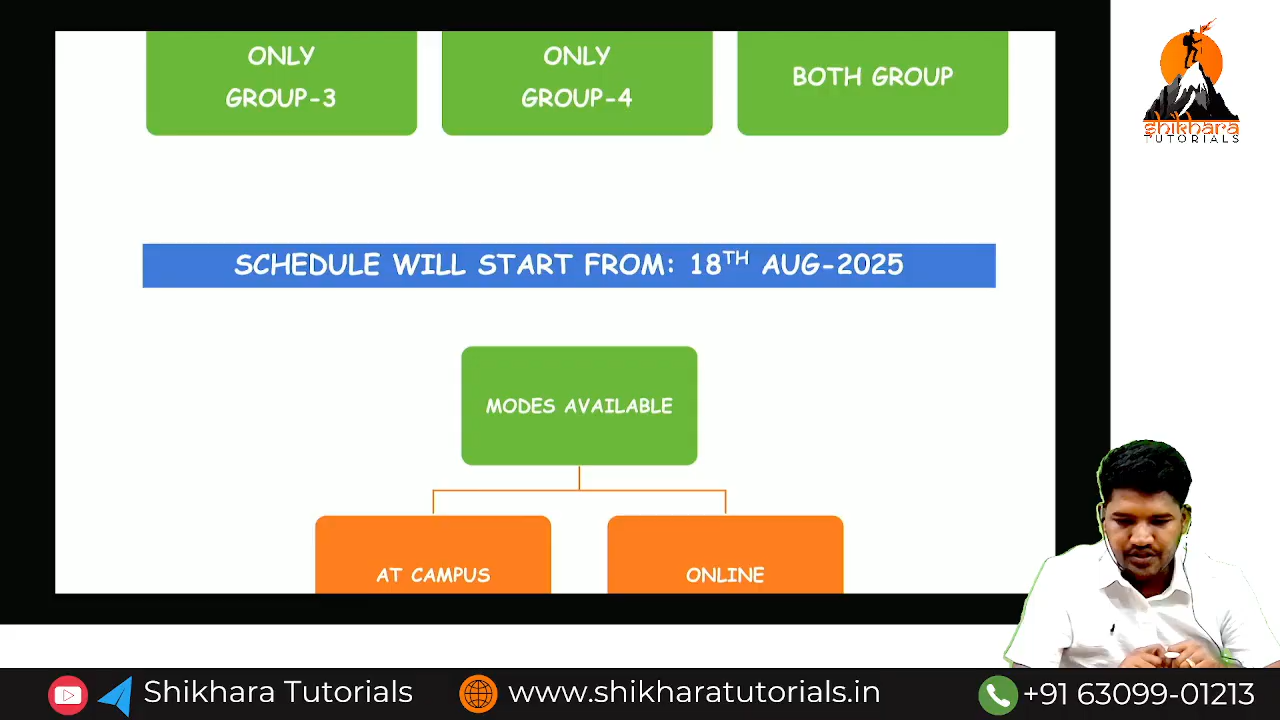 ONLY
GROUP-3
ONLY
GROUP-4
BOTH GROUP
shikhara
TUTORIALS
SCHEDULE WILL START FROM: 18TH AUG-2025
MODES AVAILABLE
AT CAMPUS
ONLINE
Shikhara Tutorials
www.shikharatutorials.in
+91 63099-01213